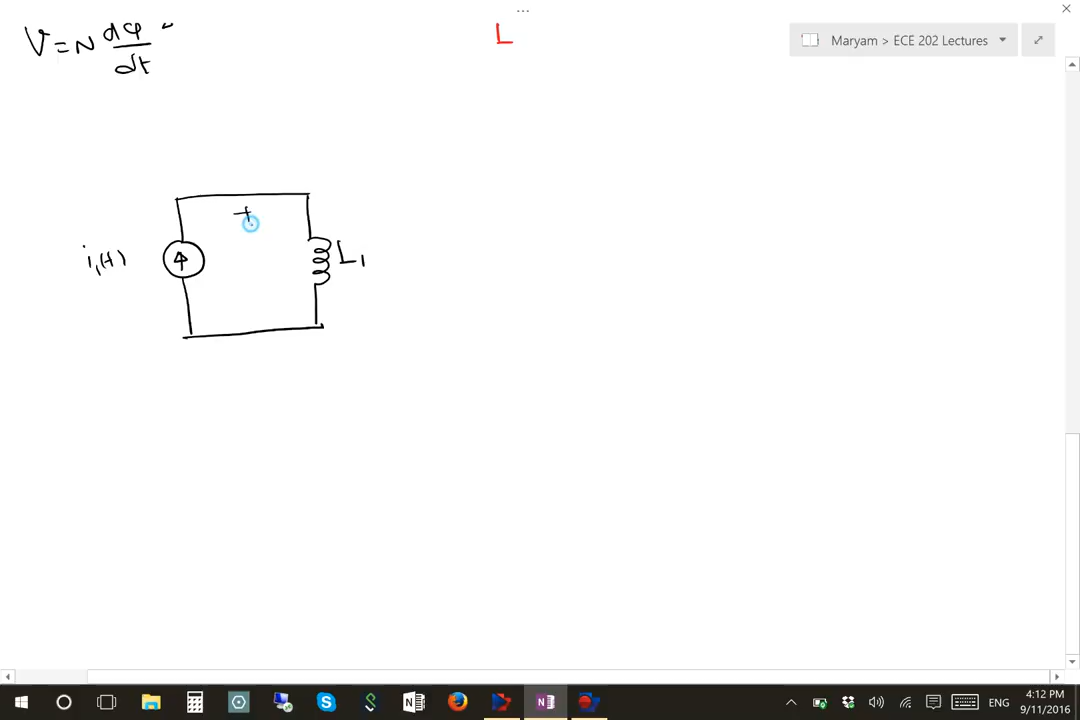 V = N dφ/dt
L
Maryam > ECE 202 Lectures
+
i₁(t)
L₁
ENG
4:12 PM
9/11/2016